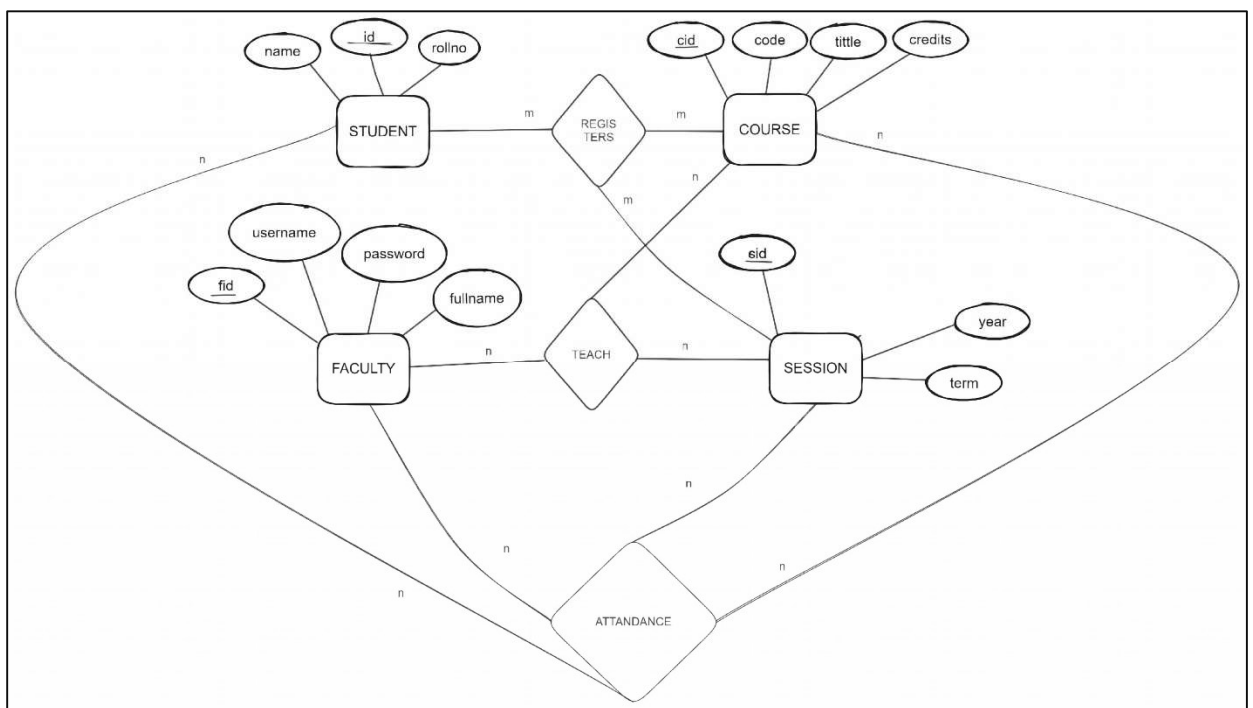 id
cid
code
tittle
credits
name
rollno
STUDENT
m
REGIS
TERS
m
COURSE
n
n
n
m
username
password
sid
fid
fullname
year
FACULTY
n
TEACH
n
SESSION
term
n
n
n
n
ATTANDANCE